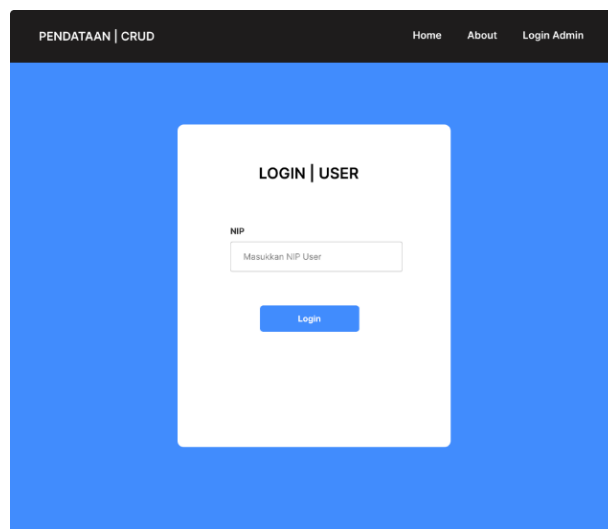 PENDATAAN | CRUD Home About Login Admin
LOGIN | USER
NIP
Masukkan NIP User
Login